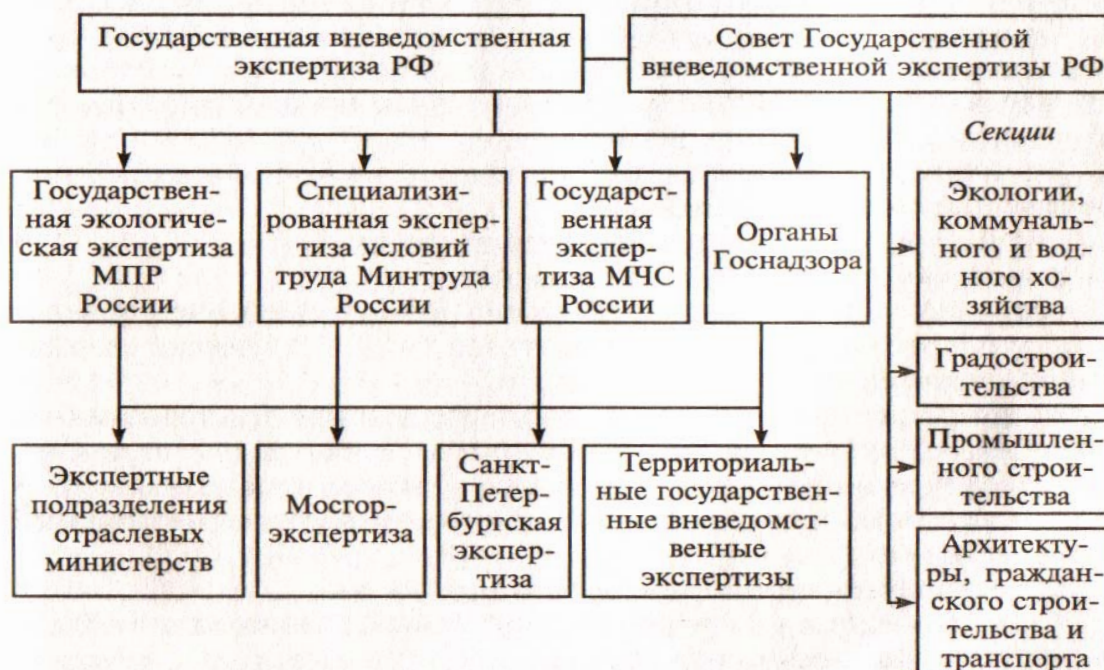 Государственная вневедомственная
экспертиза РФ
Совет Государственной
вневедомственной экспертизы РФ
Секции
Государствен-
ная экологиче-
ская экспертиза
МПР
России
Специализи-
рованная экспер-
тиза условий
труда Минтруда
России
Государст-
венная
экспер-
тиза МЧС
России
Органы
Госнадзора
Экологии,
коммуналь-
ного и вод-
ного хо-
зяйства
Градострои-
тельства
Промышлен-
ного строи-
тельства
Архитекту-
ры, граждан-
ского строи-
тельства и
транспорта
Экспертные
подразделения
отраслевых
министерств
Мосгор-
экспертиза
Санкт-
Петер-
бургская
экспер-
тиза
Территориаль-
ные государствен-
ные вневедомст-
венные
экспертизы